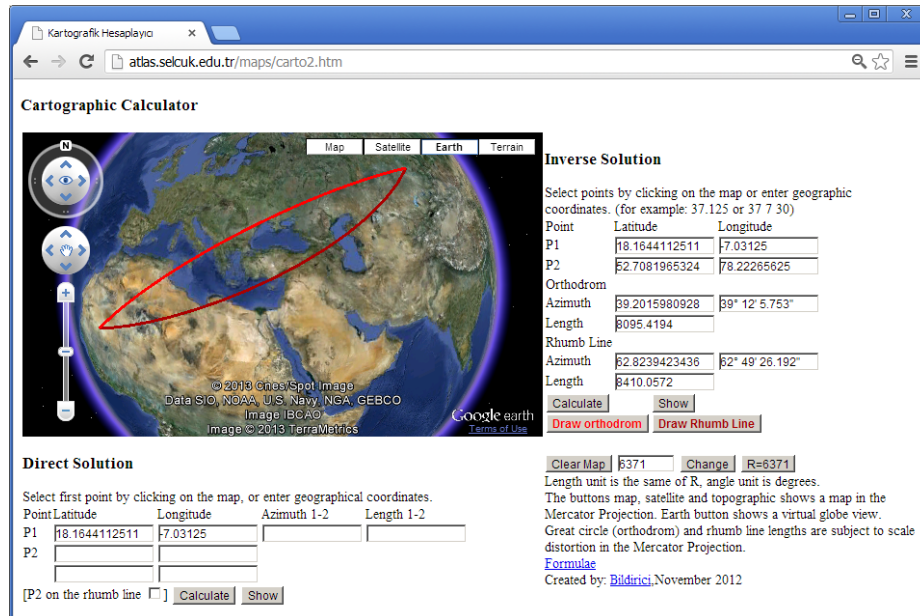 Kartografik Hesaplayıcı
atlas.selcuk.edu.tr/maps/carto2.htm
Cartographic Calculator
N
Map Satellite Earth Terrain
© 2013 Cnes/Spot Image
Data SIO, NOAA, U.S. Navy, NGA, GEBCO
Image IBCAO
Image © 2013 TerraMetrics
Google earth
Terms of Use
Inverse Solution
Select points by clicking on the map or enter geographic
coordinates. (for example: 37.125 or 37 7 30)
Point Latitude Longitude
P1 18.1644112511 -7.03125
P2 52.7081965324 78.22265625
Orthodrom
Azimuth 39.2015980928 39° 12' 5.753"
Length 8095.4194
Rhumb Line
Azimuth 62.8239423436 62° 49' 26.192"
Length 8410.0572
Calculate Show
Draw orthodrom Draw Rhumb Line
Clear Map 6371 Change R=6371
Length unit is the same of R, angle unit is degrees.
The buttons map, satellite and topographic shows a map in the
Mercator Projection. Earth button shows a virtual globe view.
Great circle (orthodrom) and rhumb line lengths are subject to scale
distortion in the Mercator Projection.
Formulae
Created by: Bildirici,November 2012
Direct Solution
Select first point by clicking on the map, or enter geographical coordinates.
Point Latitude Longitude Azimuth 1-2 Length 1-2
P1 18.1644112511 -7.03125
P2
[P2 on the rhumb line ] Calculate Show